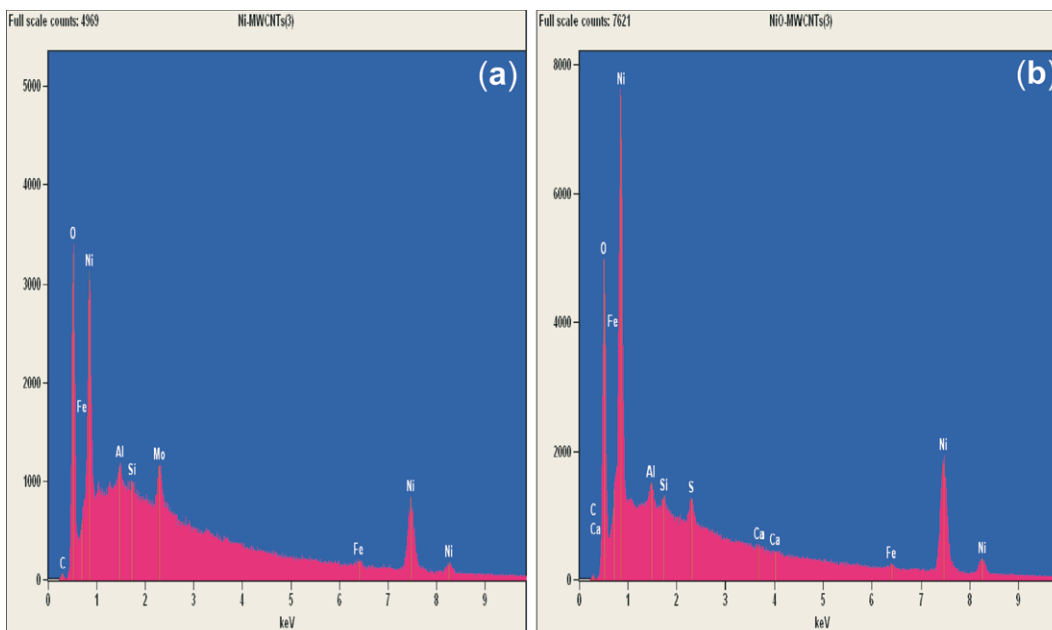 Full scale counts: 4969
Ni-MWCNTs(3)
(a)
5000
4000
3000
2000
1000
0
O
Ni
Fe
Al
Si
Mo
C
Fe
Ni
Ni
0 1 2 3 4 5 6 7 8 9
keV
Full scale counts: 7621
NiO-MWCNTs(3)
(b)
8000
6000
4000
2000
0
Ni
O
Fe
Al
Si
S
C
Ca
Ca
Ca
Fe
Ni
Ni
0 1 2 3 4 5 6 7 8 9
keV